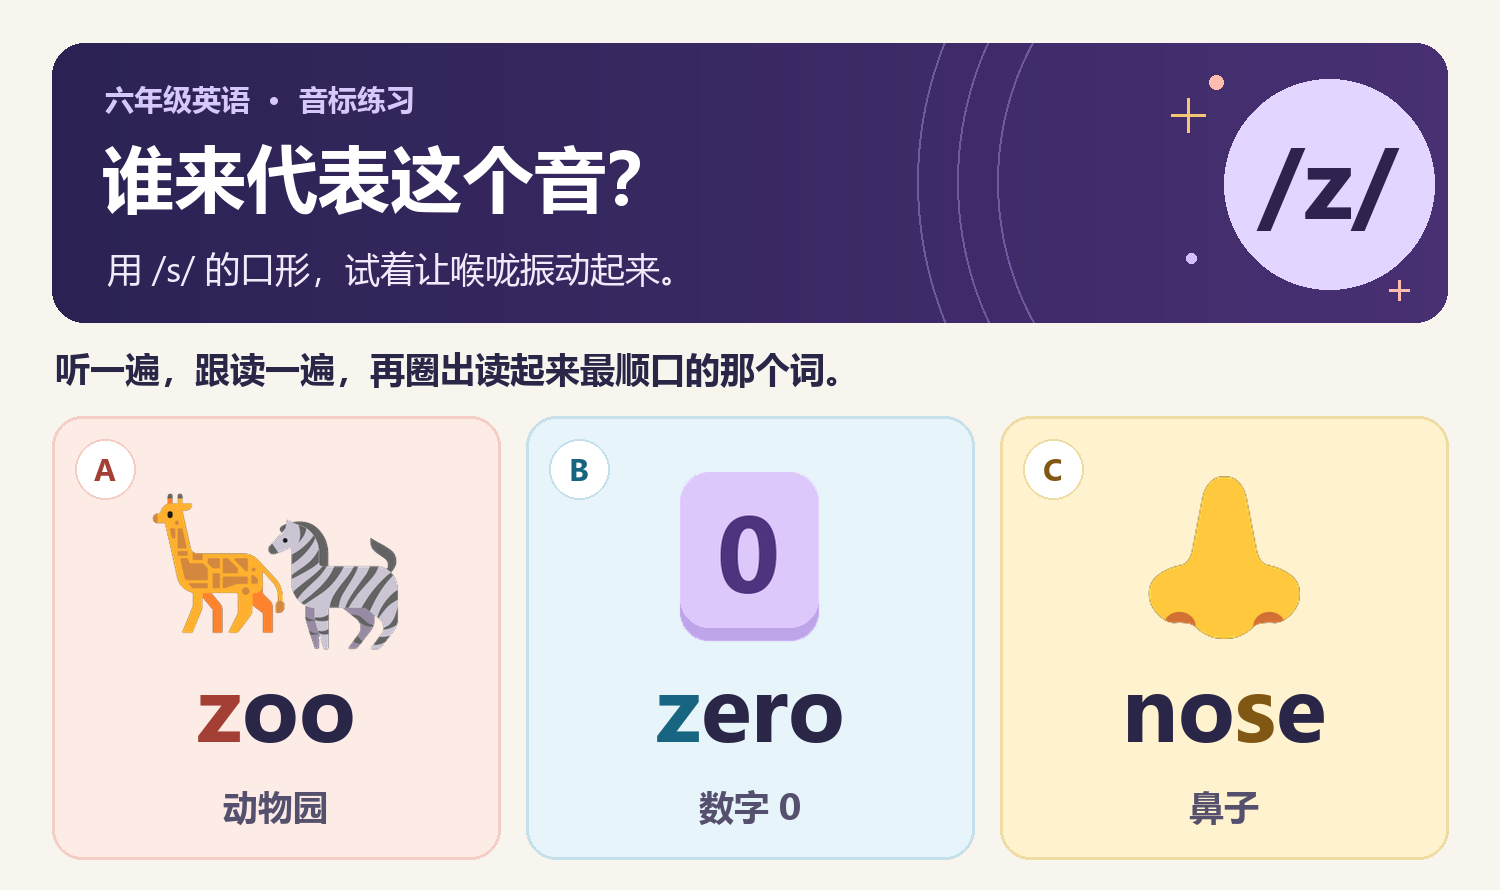 六年级英语 • 音标练习
谁来代表这个音？
用 /s/ 的口形，试着让喉咙振动起来。
/z/
听一遍，跟读一遍，再圈出读起来最顺口的那个词。
A
0
zoo
动物园
B
zero
数字 0
C
nose
鼻子